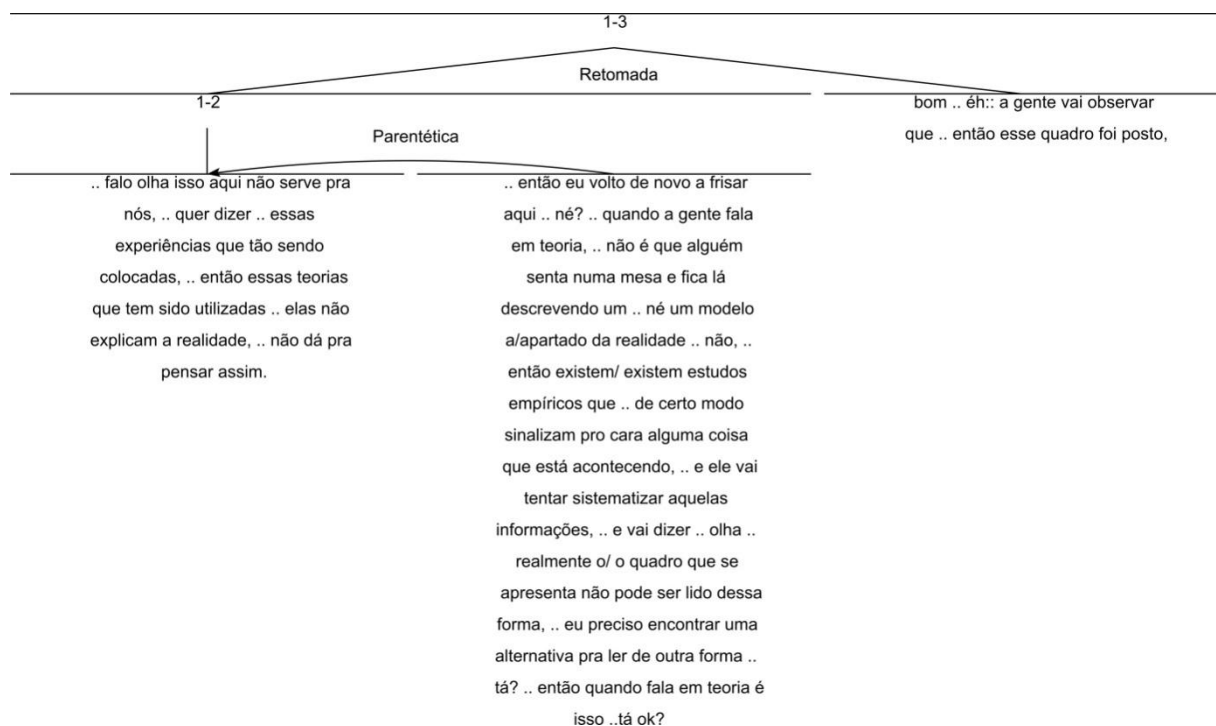 1-3
Retomada
1-2
Parentética
.. falo olha isso aqui não serve pra
nós, .. quer dizer .. essas
experiências que tão sendo
colocadas, .. então essas teorias
que tem sido utilizadas .. elas não
explicam a realidade, .. não dá pra
pensar assim.
.. então eu volto de novo a frisar
aqui .. né? .. quando a gente fala
em teoria, .. não é que alguém
senta numa mesa e fica lá
descrevendo um .. né um modelo
a/apartado da realidade .. não, ..
então existem/ existem estudos
empíricos que .. de certo modo
sinalizam pro cara alguma coisa
que está acontecendo, .. e ele vai
tentar sistematizar aquelas
informações, .. e vai dizer .. olha ..
realmente o/ o quadro que se
apresenta não pode ser lido dessa
forma, .. eu preciso encontrar uma
alternativa pra ler de outra forma ..
tá? .. então quando fala em teoria é
isso ..tá ok?
bom .. éh:: a gente vai observar
que .. então esse quadro foi posto,